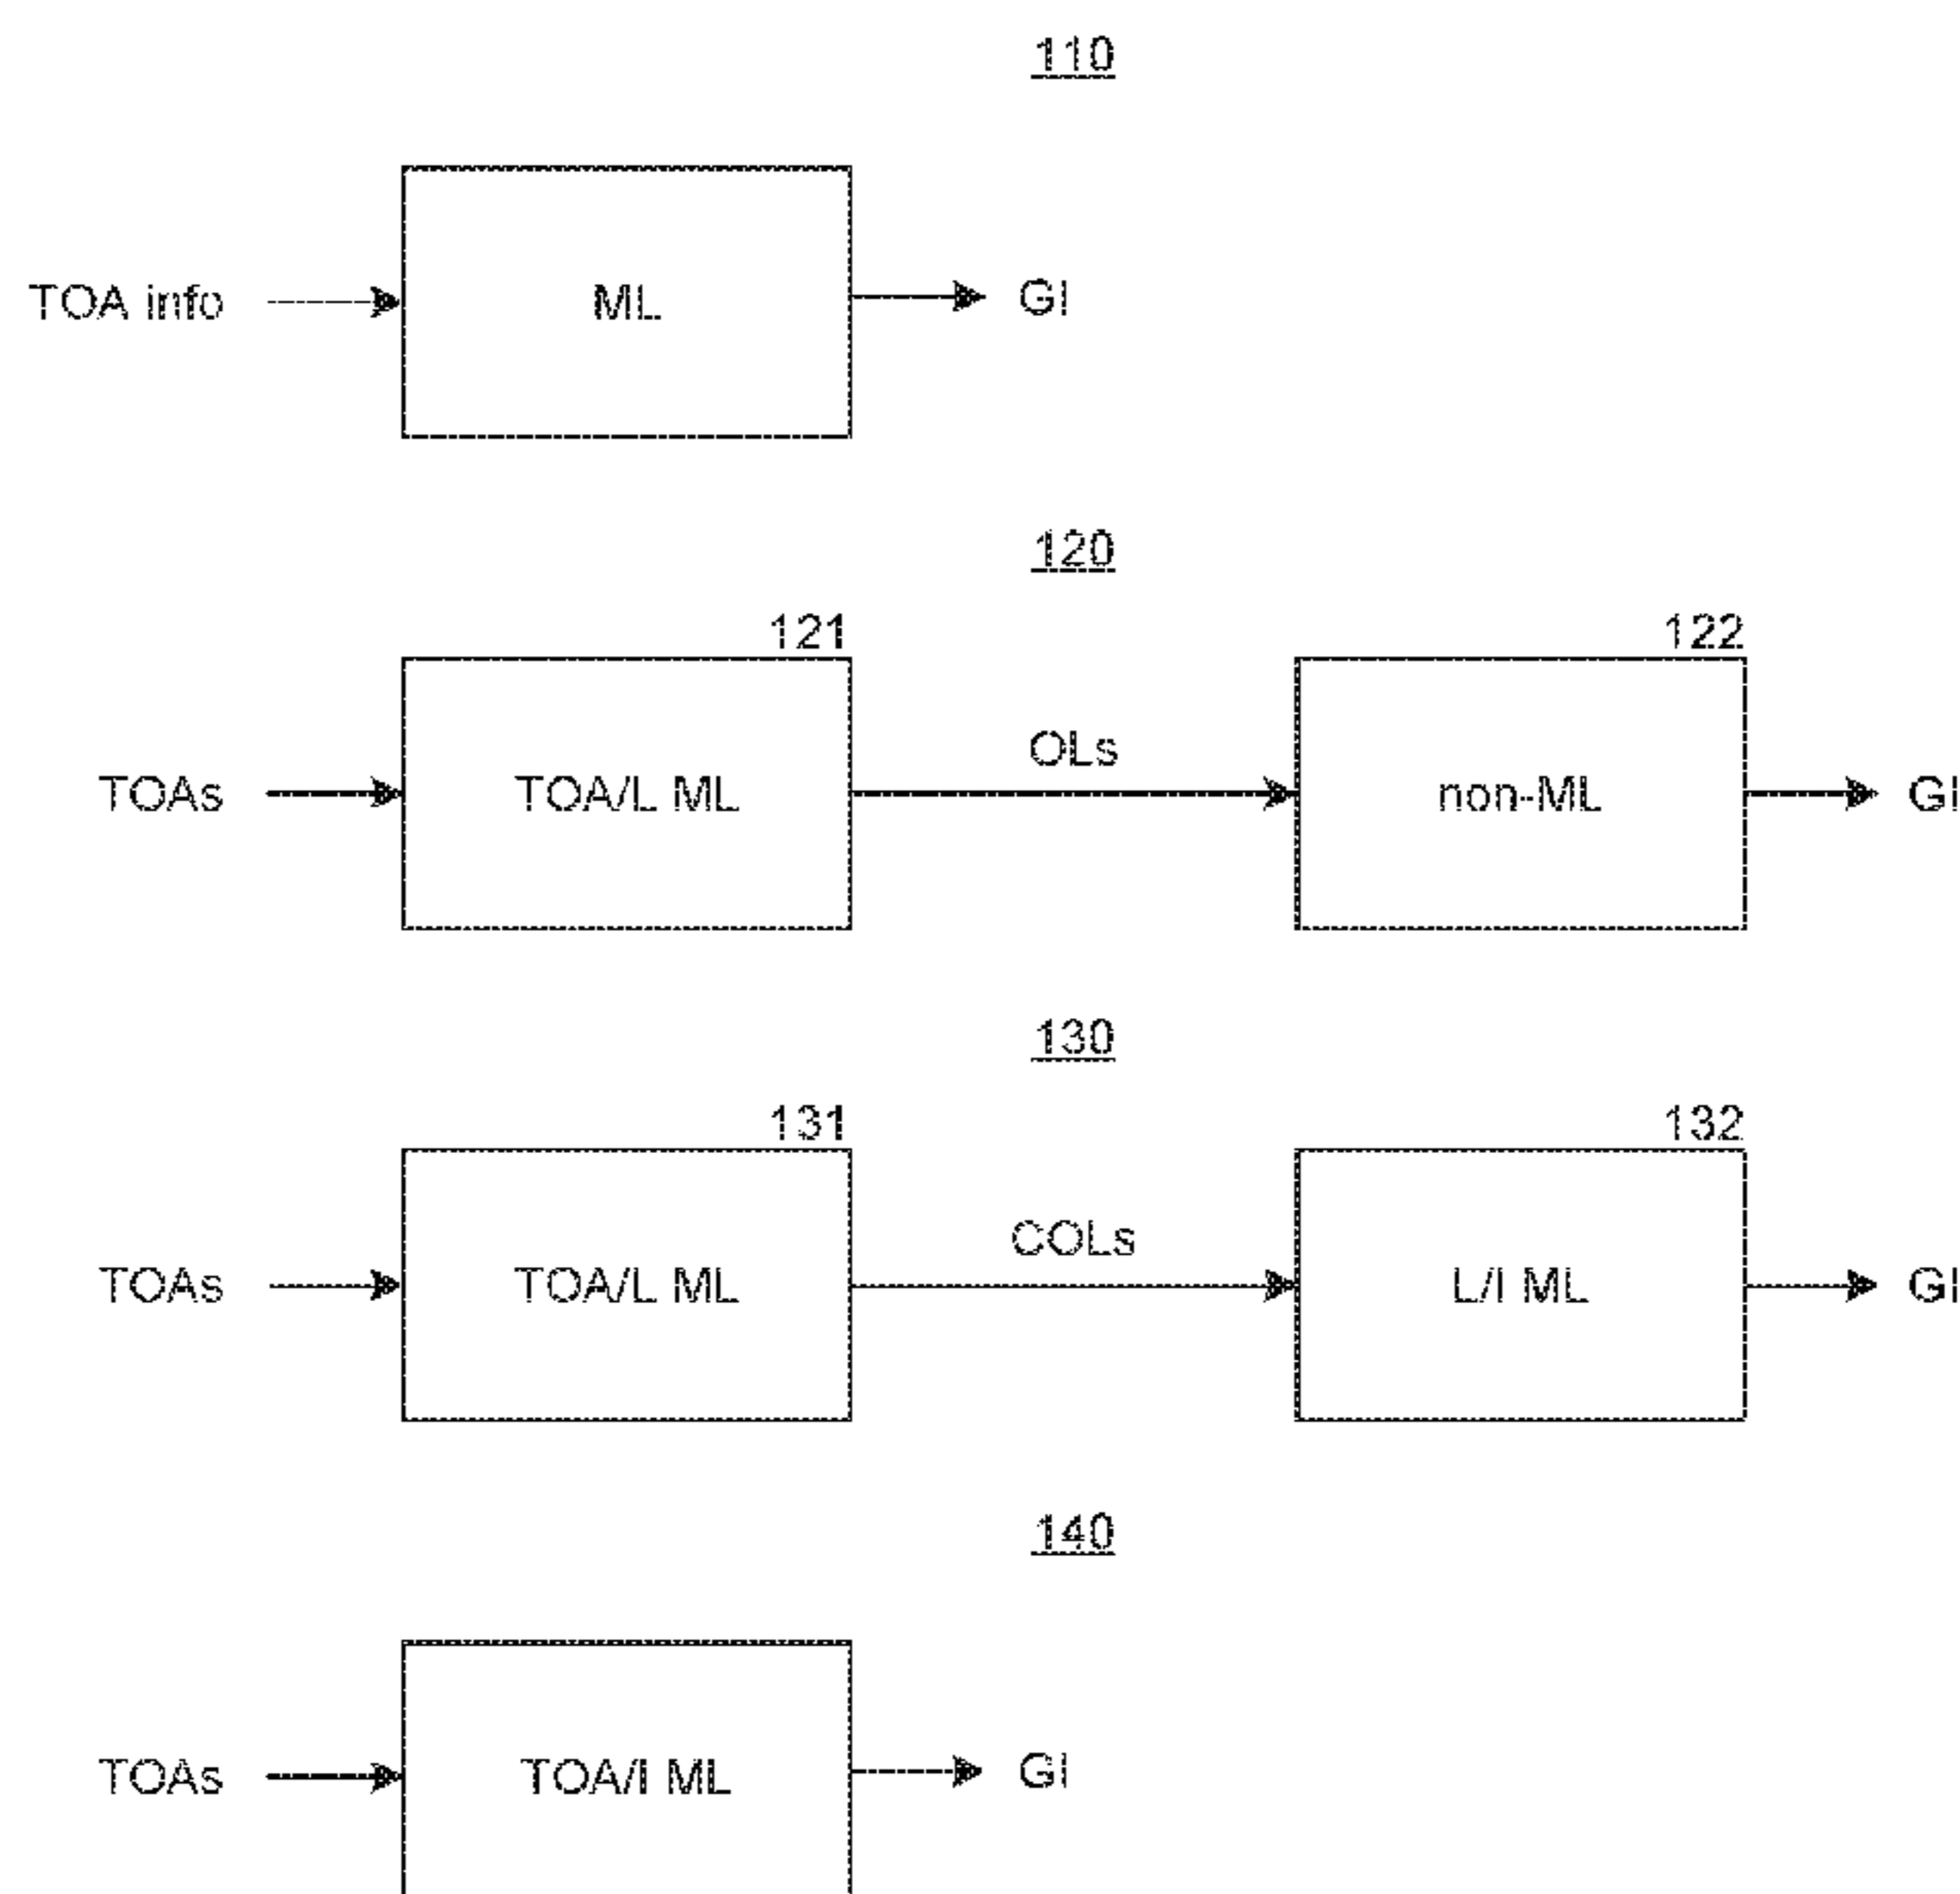 110
TOA info
ML
GI
120
121
122
TOAs
TOA/L ML
OLs
non-ML
GI
130
131
132
TOAs
TOA/L ML
COLs
L/I ML
GI
140
TOAs
TOA/I ML
GI